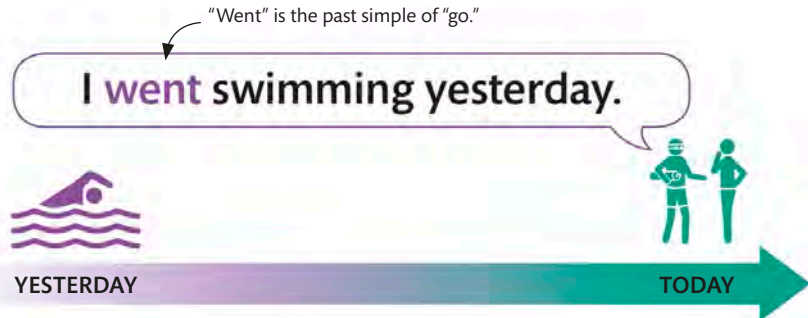 “Went” is the past simple of “go.”
I went swimming yesterday.
YESTERDAY
TODAY